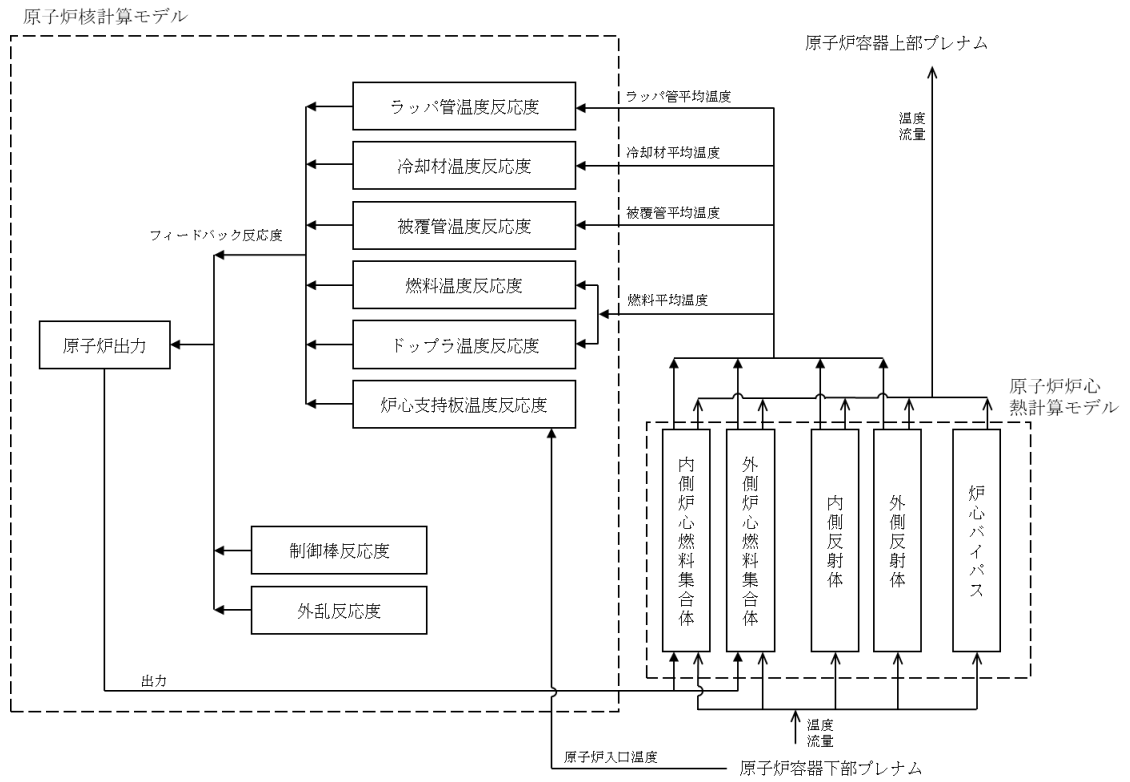 原子炉核計算モデル
原子炉容器上部プレナム
ラッパ管温度反応度
ラッパ管平均温度
温度
流量
冷却材温度反応度
冷却材平均温度
被覆管温度反応度
被覆管平均温度
フィードバック反応度
燃料温度反応度
燃料平均温度
原子炉出力
ドップラ温度反応度
炉心支持板温度反応度
原子炉炉心
熱計算モデル
内側炉心燃料集合体
外側炉心燃料集合体
内側反射体
外側反射体
炉心バイパス
制御棒反応度
外乱反応度
出力
温度
流量
原子炉入口温度
原子炉容器下部プレナム